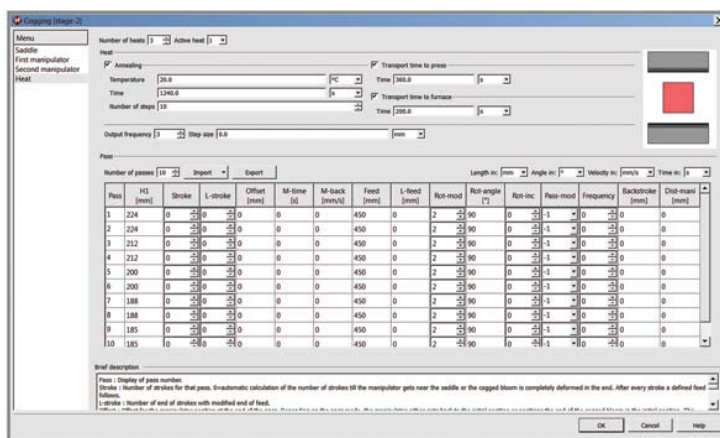 Cogging [stage-2]
Menu
Saddle
First manipulator
Second manipulator
Heat
Number of heats 3 Active heat 1
Heat
Annealing
Temperature 20.0 °C
Time 1240.0 s
Number of steps 10
Transport time to press
Time 360.0 s
Transport time to furnace
Time 200.0 s
Output frequency 3 Step size 0.0 mm
Pass
Number of passes 10 Import Export Length in: mm Angle in: ° Velocity in: mm/s Time in: s
Pass H1 [mm] Stroke L-stroke Offset [mm] M-time [s] M-back [mm/s] Feed [mm] L-feed [mm] Rot-mod Rot-angle [°] Rot-inc Pass-mod Frequency Backstroke [mm] Dist-mani [mm]
1 224 0 0 0 0 0 450 0 2 90 0 -1 0 0 0
2 224 0 0 0 0 0 450 0 2 90 0 -1 0 0 0
3 212 0 0 0 0 0 450 0 2 90 0 -1 0 0 0
4 212 0 0 0 0 0 450 0 2 90 0 -1 0 0 0
5 200 0 0 0 0 0 450 0 2 90 0 -1 0 0 0
6 200 0 0 0 0 0 450 0 2 90 0 -1 0 0 0
7 188 0 0 0 0 0 450 0 2 90 0 -1 0 0 0
8 188 0 0 0 0 0 450 0 2 90 0 -1 0 0 0
9 185 0 0 0 0 0 450 0 2 90 0 -1 0 0 0
10 185 0 0 0 0 0 450 0 2 90 0 -1 0 0 0
Brief description
Pass : Display of pass number.
Stroke : Number of strokes for that pass. 0=automatic calculation of the number of strokes till the manipulator gets near the saddle or the cogged bloom is completely deformed in the end. After every stroke a defined feed
follows.
L-stroke : Number of end of strokes with modified end of feed.
OK Cancel Help